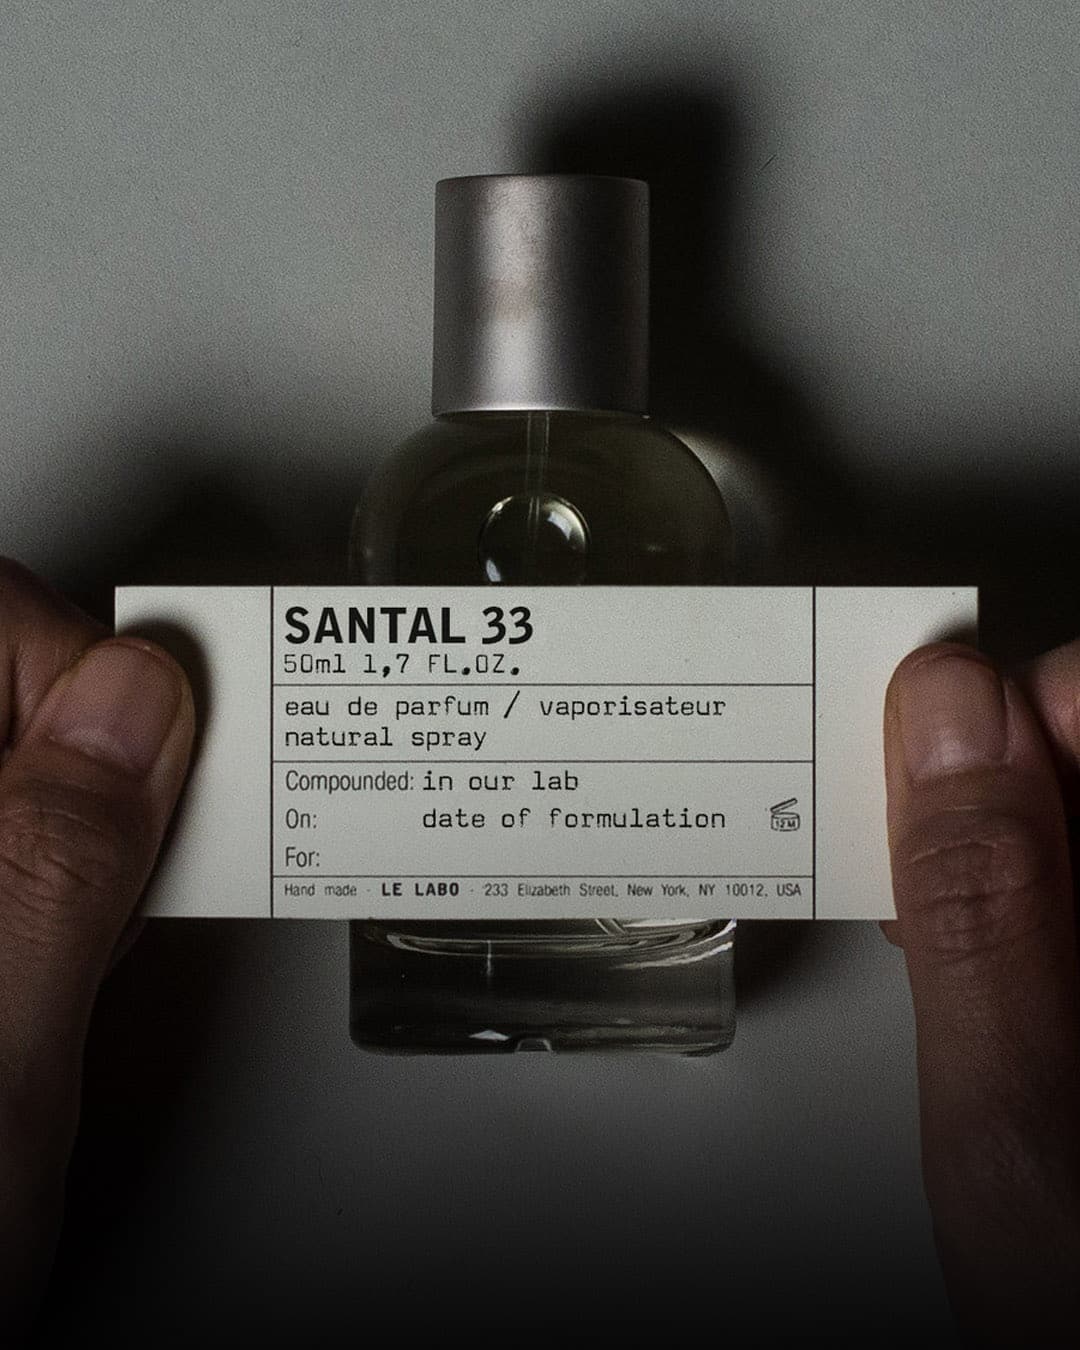 SANTAL 33
50ml 1,7 FL.OZ.
eau de parfum / vaporisateur
natural spray
Compounded: in our lab
On: date of formulation
12M
For:
Hand made · LE LABO · 233 Elizabeth Street, New York, NY 10012, USA